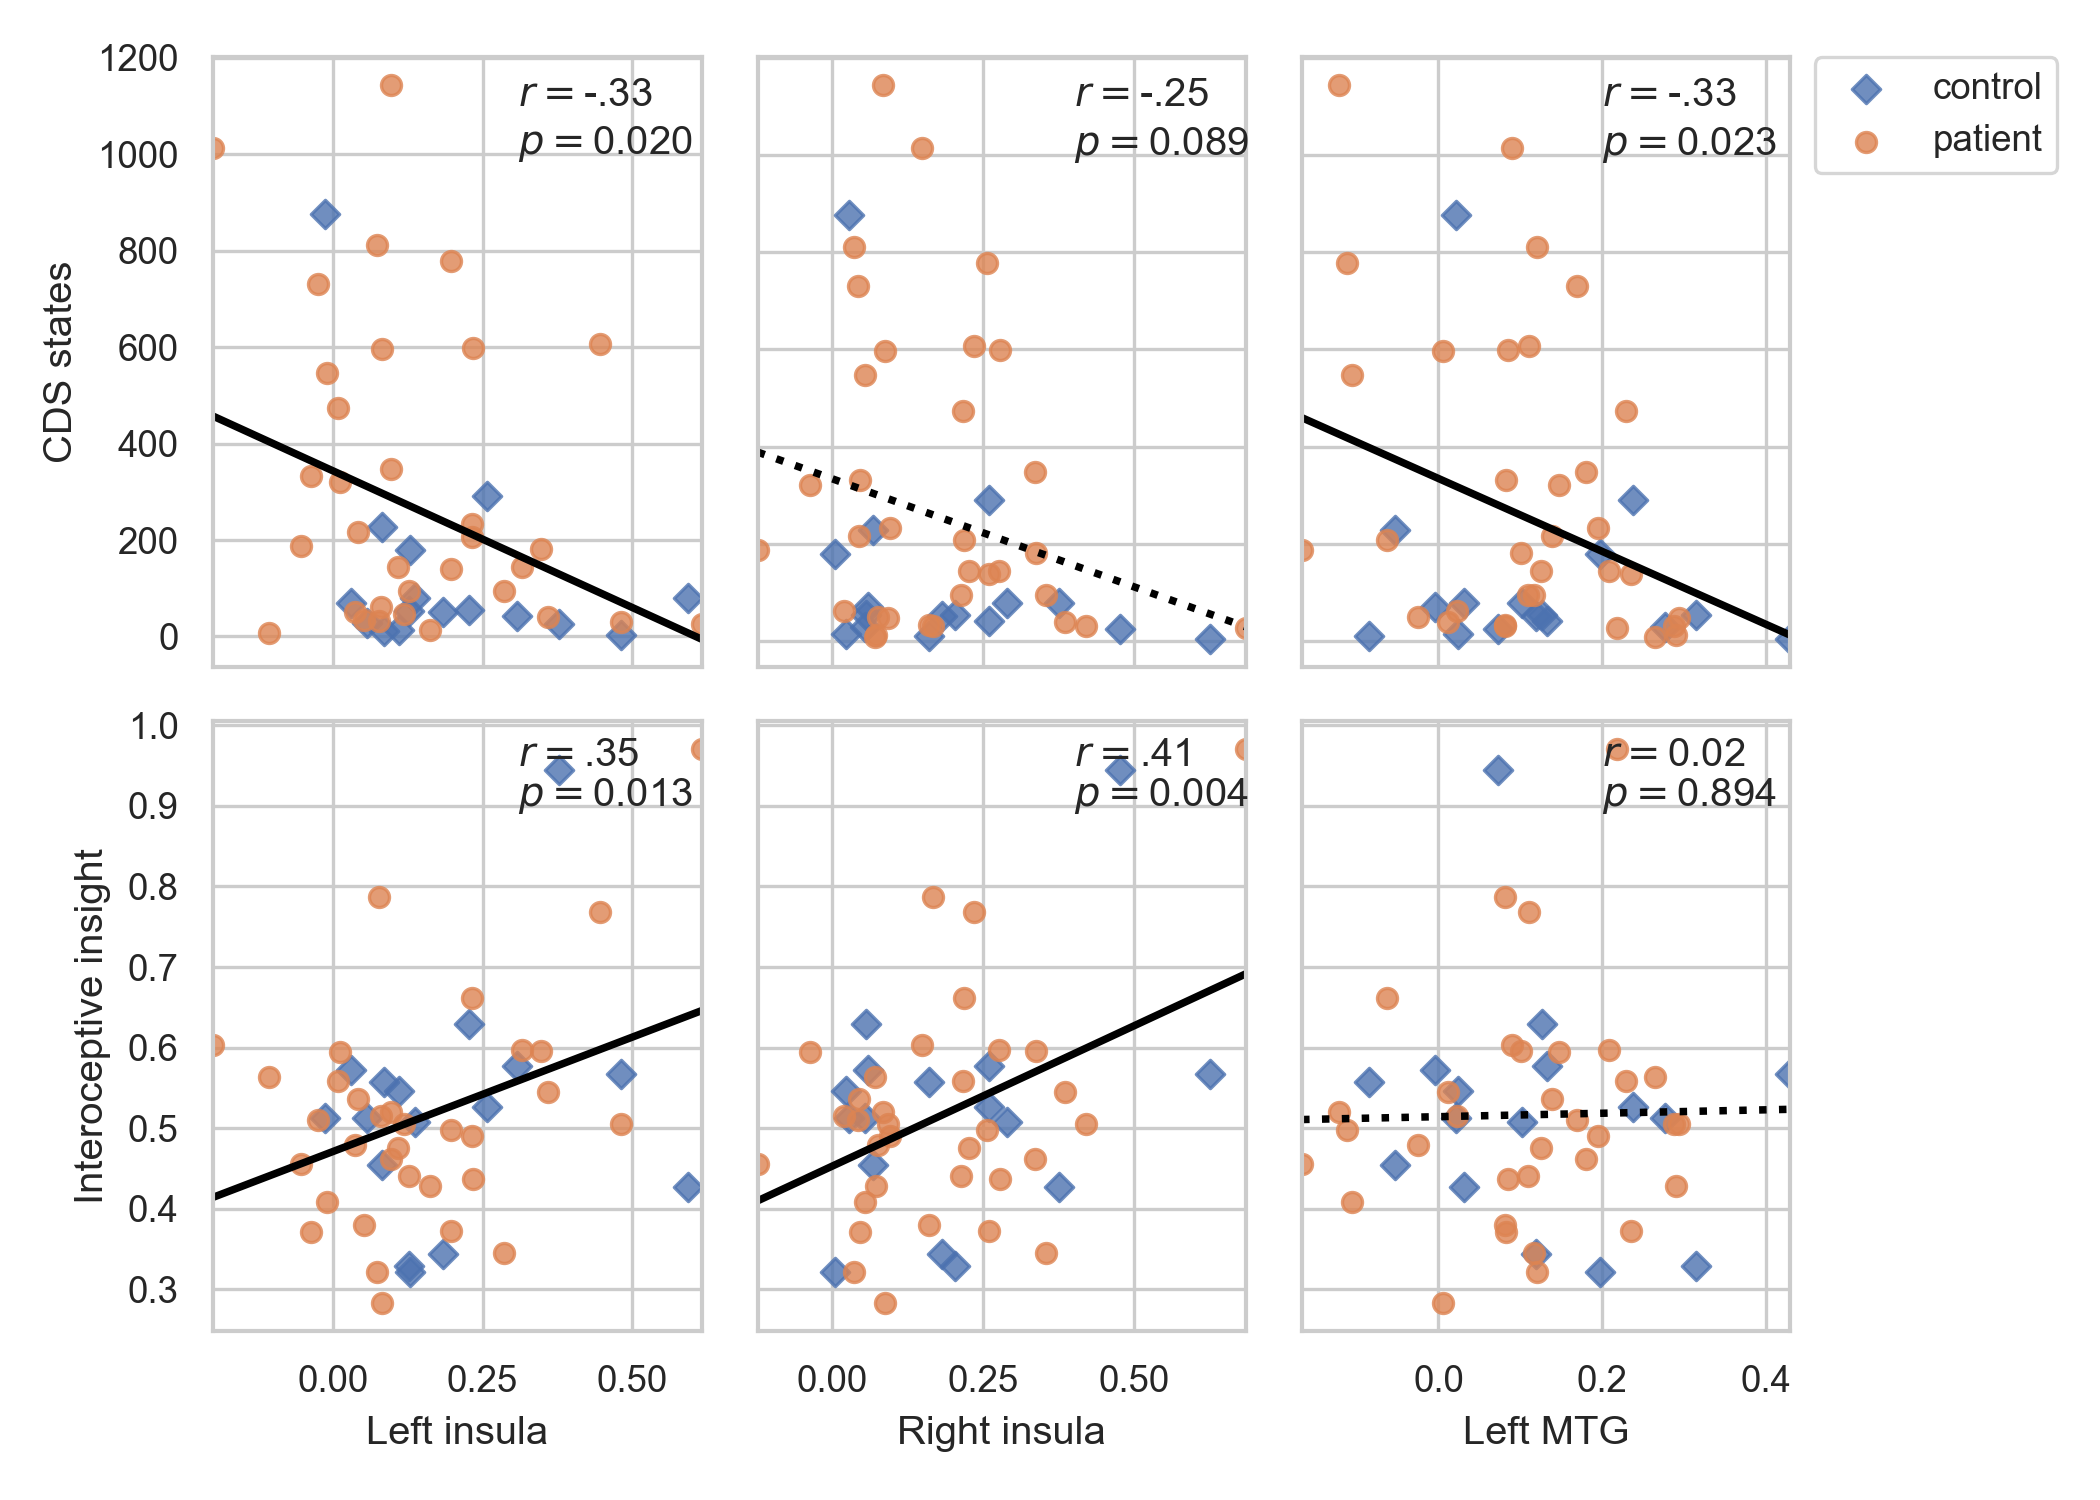 1200
1000
800
600
400
200
0
CDS states
r = -.33
p = 0.020
r = -.25
p = 0.089
r = -.33
p = 0.023
control
patient
1.0
0.9
0.8
0.7
0.6
0.5
0.4
0.3
Interoceptive insight
r = .35
p = 0.013
r = .41
p = 0.004
r = 0.02
p = 0.894
0.00 0.25 0.50
Left insula
0.00 0.25 0.50
Right insula
0.0 0.2 0.4
Left MTG